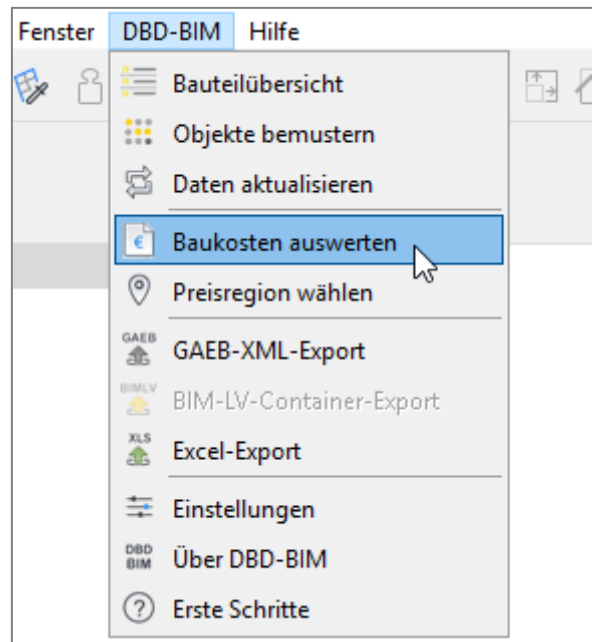 Fenster DBD-BIM Hilfe
Bauteilübersicht
Objekte bemustern
Daten aktualisieren
€ Baukosten auswerten
Preisregion wählen
GAEB GAEB-XML-Export
BIMLV BIM-LV-Container-Export
XLS Excel-Export
Einstellungen
DBD BIM Über DBD-BIM
? Erste Schritte